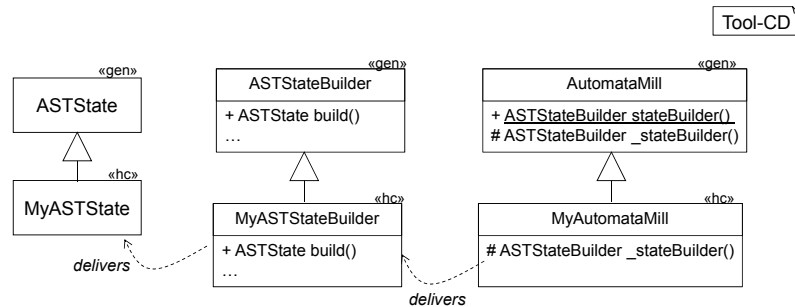 Tool-CD
«gen»
ASTState
«hc»
MyASTState
«gen»
ASTStateBuilder
+ ASTState build()
…
«hc»
MyASTStateBuilder
+ ASTState build()
…
«gen»
AutomataMill
+ ASTStateBuilder stateBuilder()
# ASTStateBuilder _stateBuilder()
«hc»
MyAutomataMill
# ASTStateBuilder _stateBuilder()
delivers
delivers